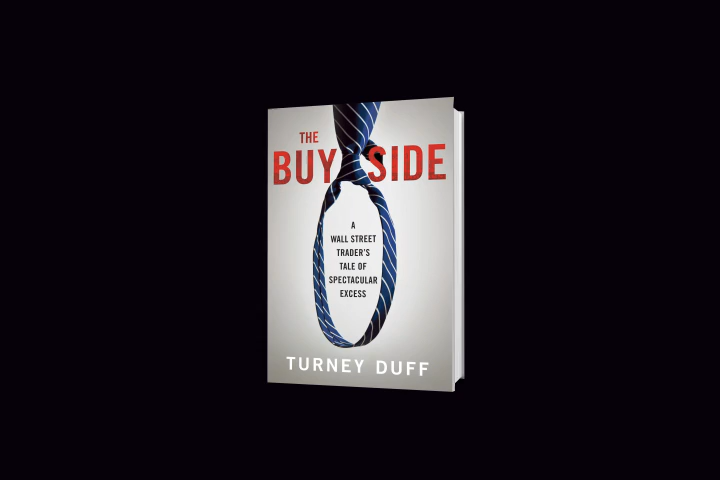 THE
BUY SIDE
A
WALL STREET
TRADER'S
TALE OF
SPECTACULAR
EXCESS
TURNEY DUFF